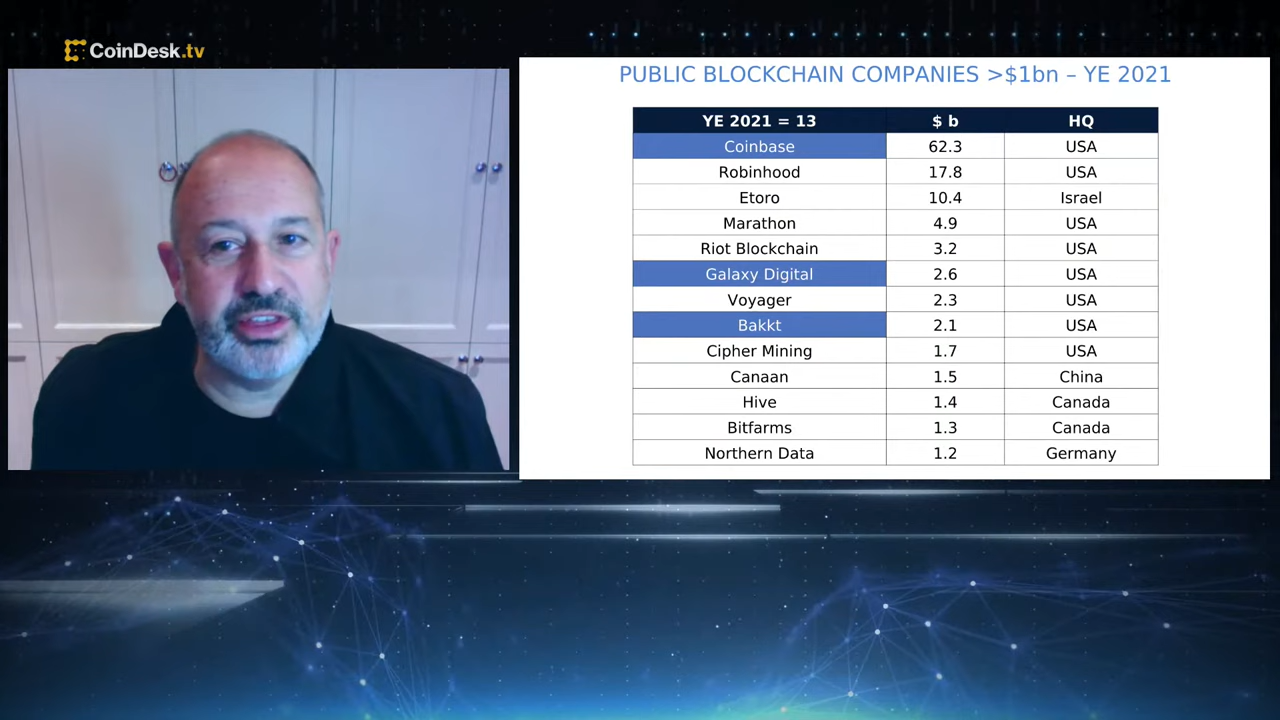 CoinDesk.tv
PUBLIC BLOCKCHAIN COMPANIES >$1bn – YE 2021
YE 2021 = 13 $ b HQ
Coinbase 62.3 USA
Robinhood 17.8 USA
Etoro 10.4 Israel
Marathon 4.9 USA
Riot Blockchain 3.2 USA
Galaxy Digital 2.6 USA
Voyager 2.3 USA
Bakkt 2.1 USA
Cipher Mining 1.7 USA
Canaan 1.5 China
Hive 1.4 Canada
Bitfarms 1.3 Canada
Northern Data 1.2 Germany